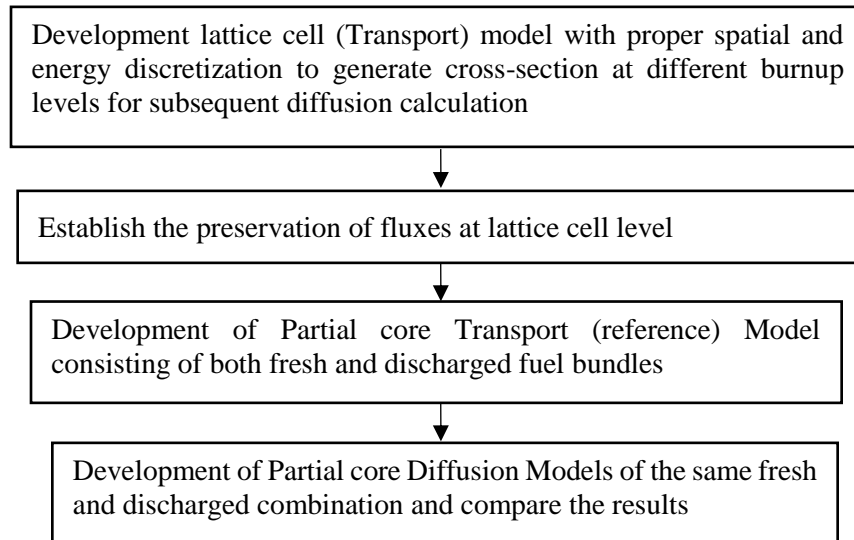 Development lattice cell (Transport) model with proper spatial and
energy discretization to generate cross-section at different burnup
levels for subsequent diffusion calculation
Establish the preservation of fluxes at lattice cell level
Development of Partial core Transport (reference) Model
consisting of both fresh and discharged fuel bundles
Development of Partial core Diffusion Models of the same fresh
and discharged combination and compare the results